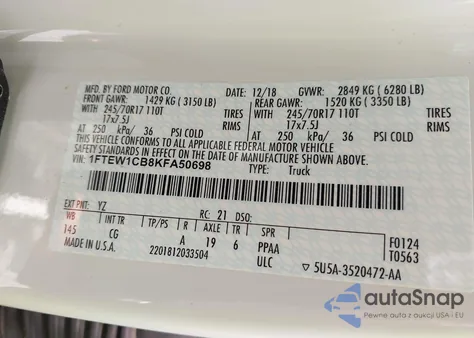 MFD. BY FORD MOTOR CO. 12/18 GVWR: 2849 KG ( 6280 LB)
FRONT GAWR: 1429 KG ( 3150 LB) REAR GAWR: 1520 KG ( 3350 LB)
WITH 245/70R17 110T TIRES WITH 245/70R17 110T TIRES
17x7.5J RIMS 17x7.5J RIMS
AT 250 kPa/ 36 PSI COLD AT 250 kPa/ 36 PSI COLD
THIS VEHICLE CONFORMS TO ALL APPLICABLE FEDERAL MOTOR VEHICLE
SAFETY STANDARDS IN EFFECT ON THE DATE OF MANUFACTURE SHOWN ABOVE.
VIN: 1FTEW1CB8KFA50698 TYPE: Truck
EXT PNT: YZ RC: 21 DSO:
WB INT TR TP/PS R AXLE TR SPR F0124
145 CG A 19 6 PPAA T0563
MADE IN U.S.A. 2201812033504 ULC ▽ 5U5A-3520472-AA
autoSnap
Pewne auta z aukcji USA i